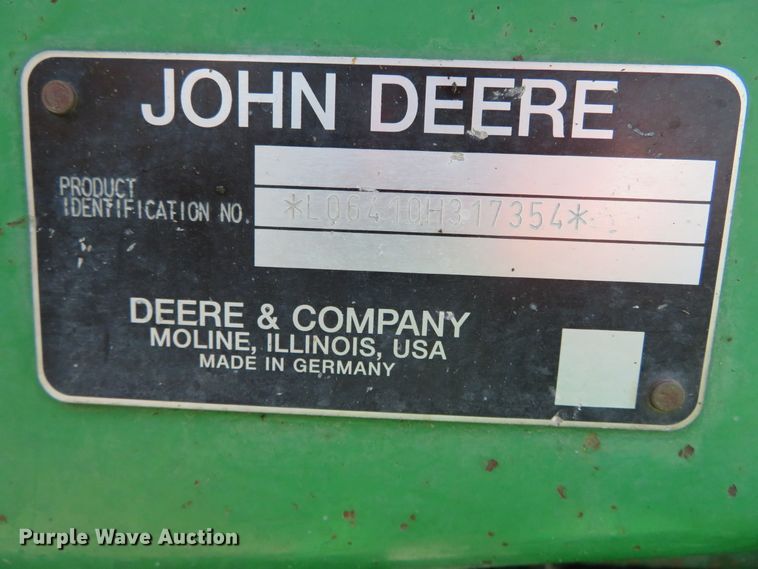 JOHN DEERE
PRODUCT
IDENTIFICATION NO. *L06410H317354*
DEERE & COMPANY
MOLINE, ILLINOIS, USA
MADE IN GERMANY
Purple Wave Auction